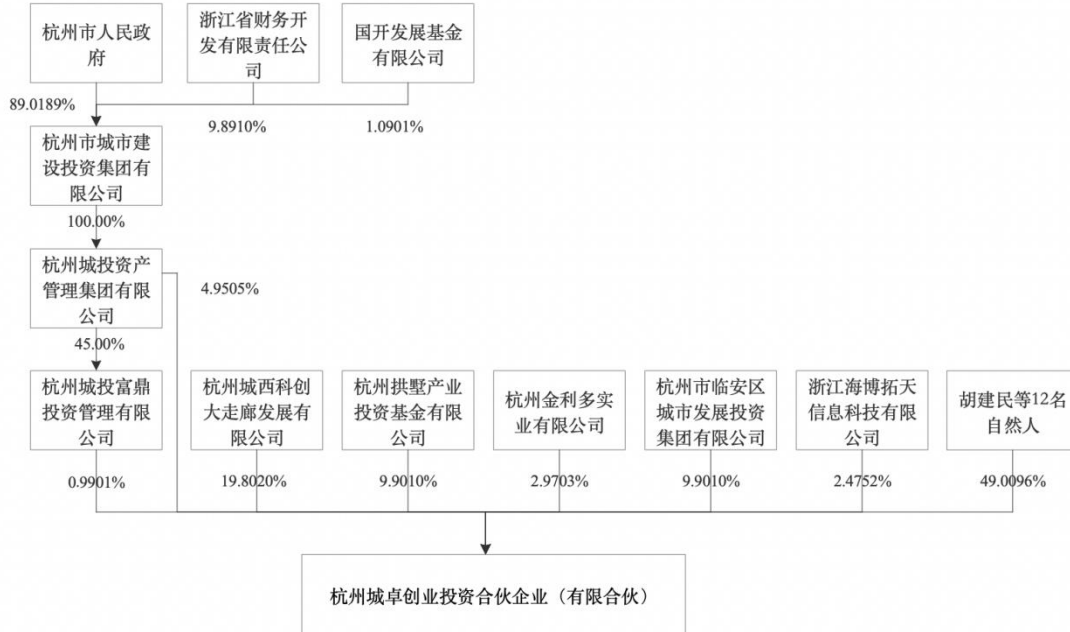 杭州市人民政
府
浙江省财务开
发有限责任公
司
国开发展基金
有限公司
89.0189%
9.8910%
1.0901%
杭州市城市建
设投资集团有
限公司
100.00%
杭州城投资产
管理集团有限
公司
4.9505%
45.00%
杭州城投富鼎
投资管理有限
公司
杭州城西科创
大走廊发展有
限公司
杭州拱墅产业
投资基金有限
公司
杭州金利多实
业有限公司
杭州市临安区
城市发展投资
集团有限公司
浙江海博拓天
信息科技有限
公司
胡建民等12名
自然人
0.9901%
19.8020%
9.9010%
2.9703%
9.9010%
2.4752%
49.0096%
杭州城卓创业投资合伙企业（有限合伙）